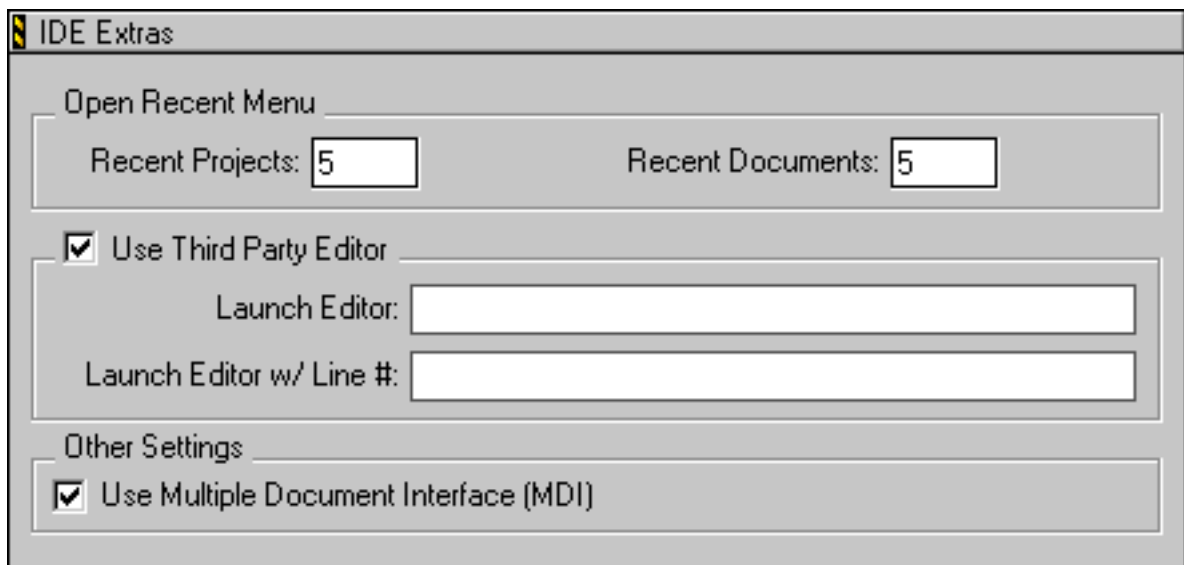 IDE Extras
Open Recent Menu
Recent Projects: 5 Recent Documents: 5
Use Third Party Editor
Launch Editor:
Launch Editor w/ Line #:
Other Settings
Use Multiple Document Interface (MDI)